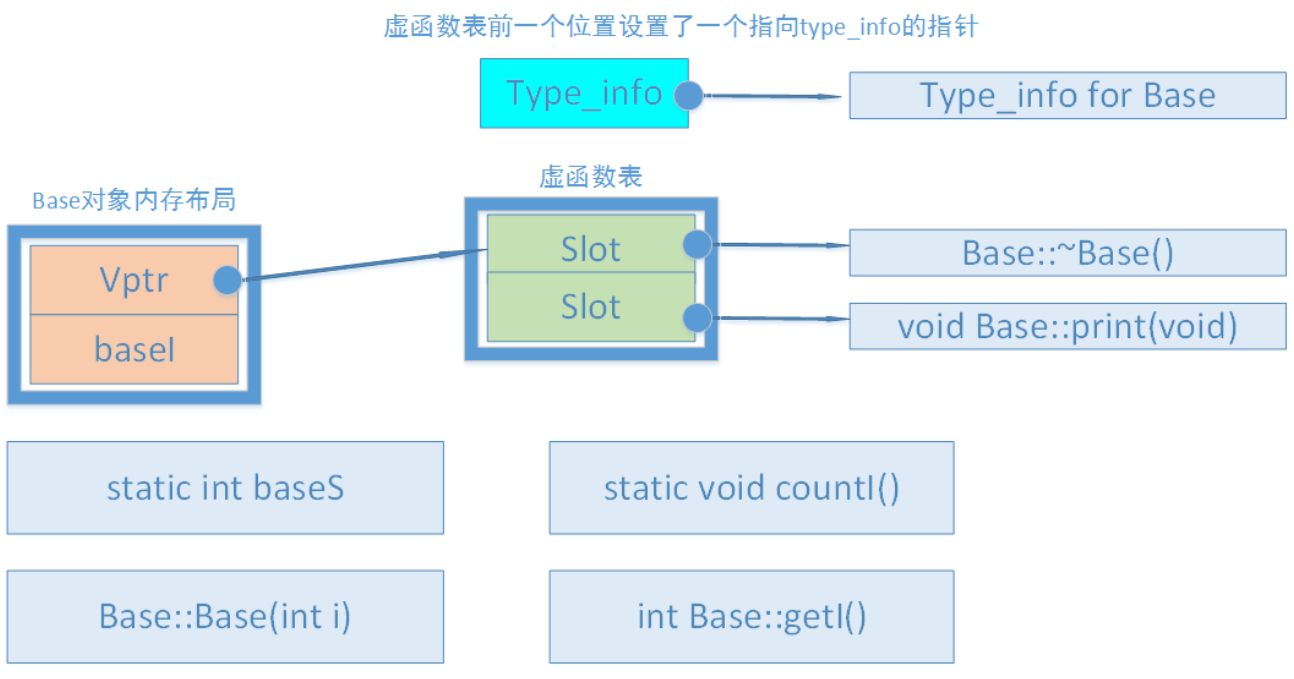 虚函数表前一个位置设置了一个指向type_info的指针
Type_info
Type_info for Base
虚函数表
Base对象内存布局
Vptr
baseI
Slot
Slot
Base::~Base()
void Base::print(void)
static int baseS
static void countI()
Base::Base(int i)
int Base::getI()